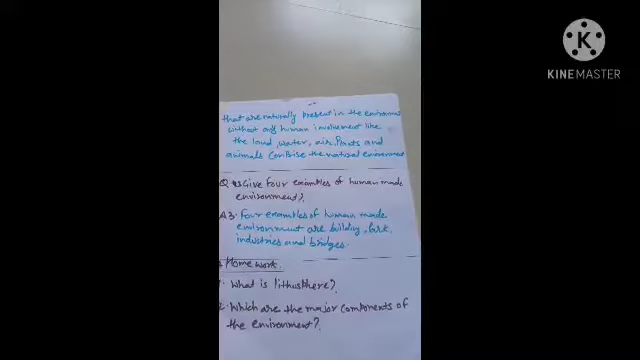 KINEMASTER
that are naturally present in the environment
without any human involvement like
the land, water, air, Plants and
animals comprise the natural environment
Give four examples of human made
environment?
A3. Four examples of human made
environment are building, Park,
industries and bridges.
Home work.
What is lithusthere?
Which are the major components of
the environment?